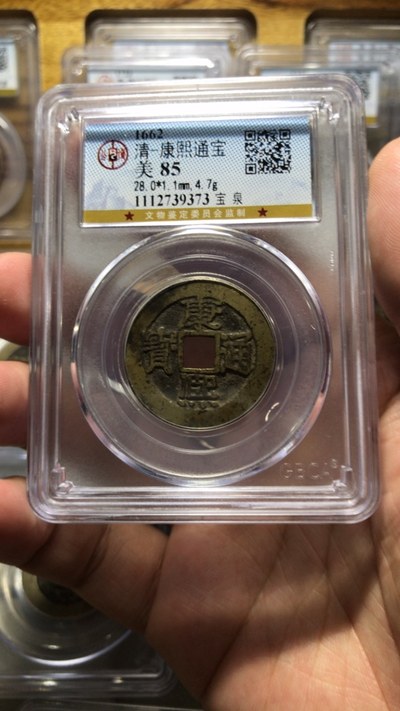 1662
清-康熙通宝
美 85
28.0*1.1mm,4.7g
1112739373 宝 泉
★ 文物鉴定委员会监制 ★
康熙通寶